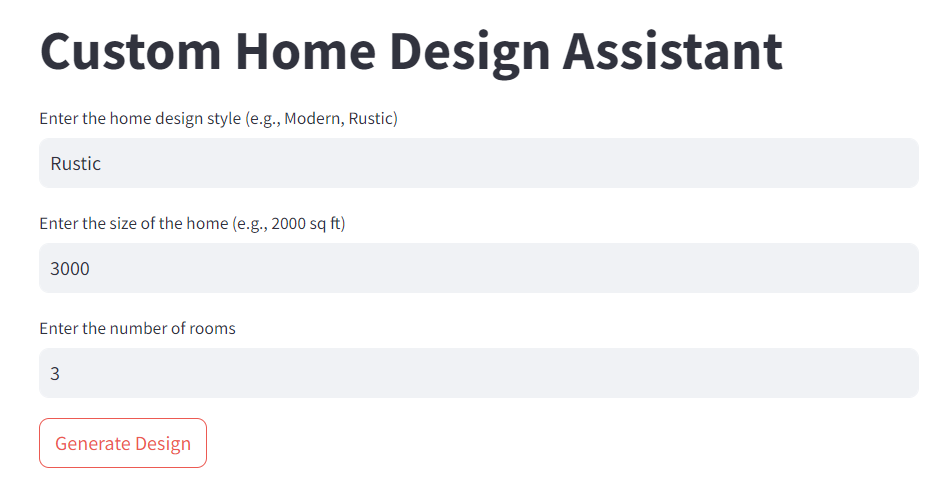 Custom Home Design Assistant
Enter the home design style (e.g., Modern, Rustic)
Rustic
Enter the size of the home (e.g., 2000 sq ft)
3000
Enter the number of rooms
3
Generate Design